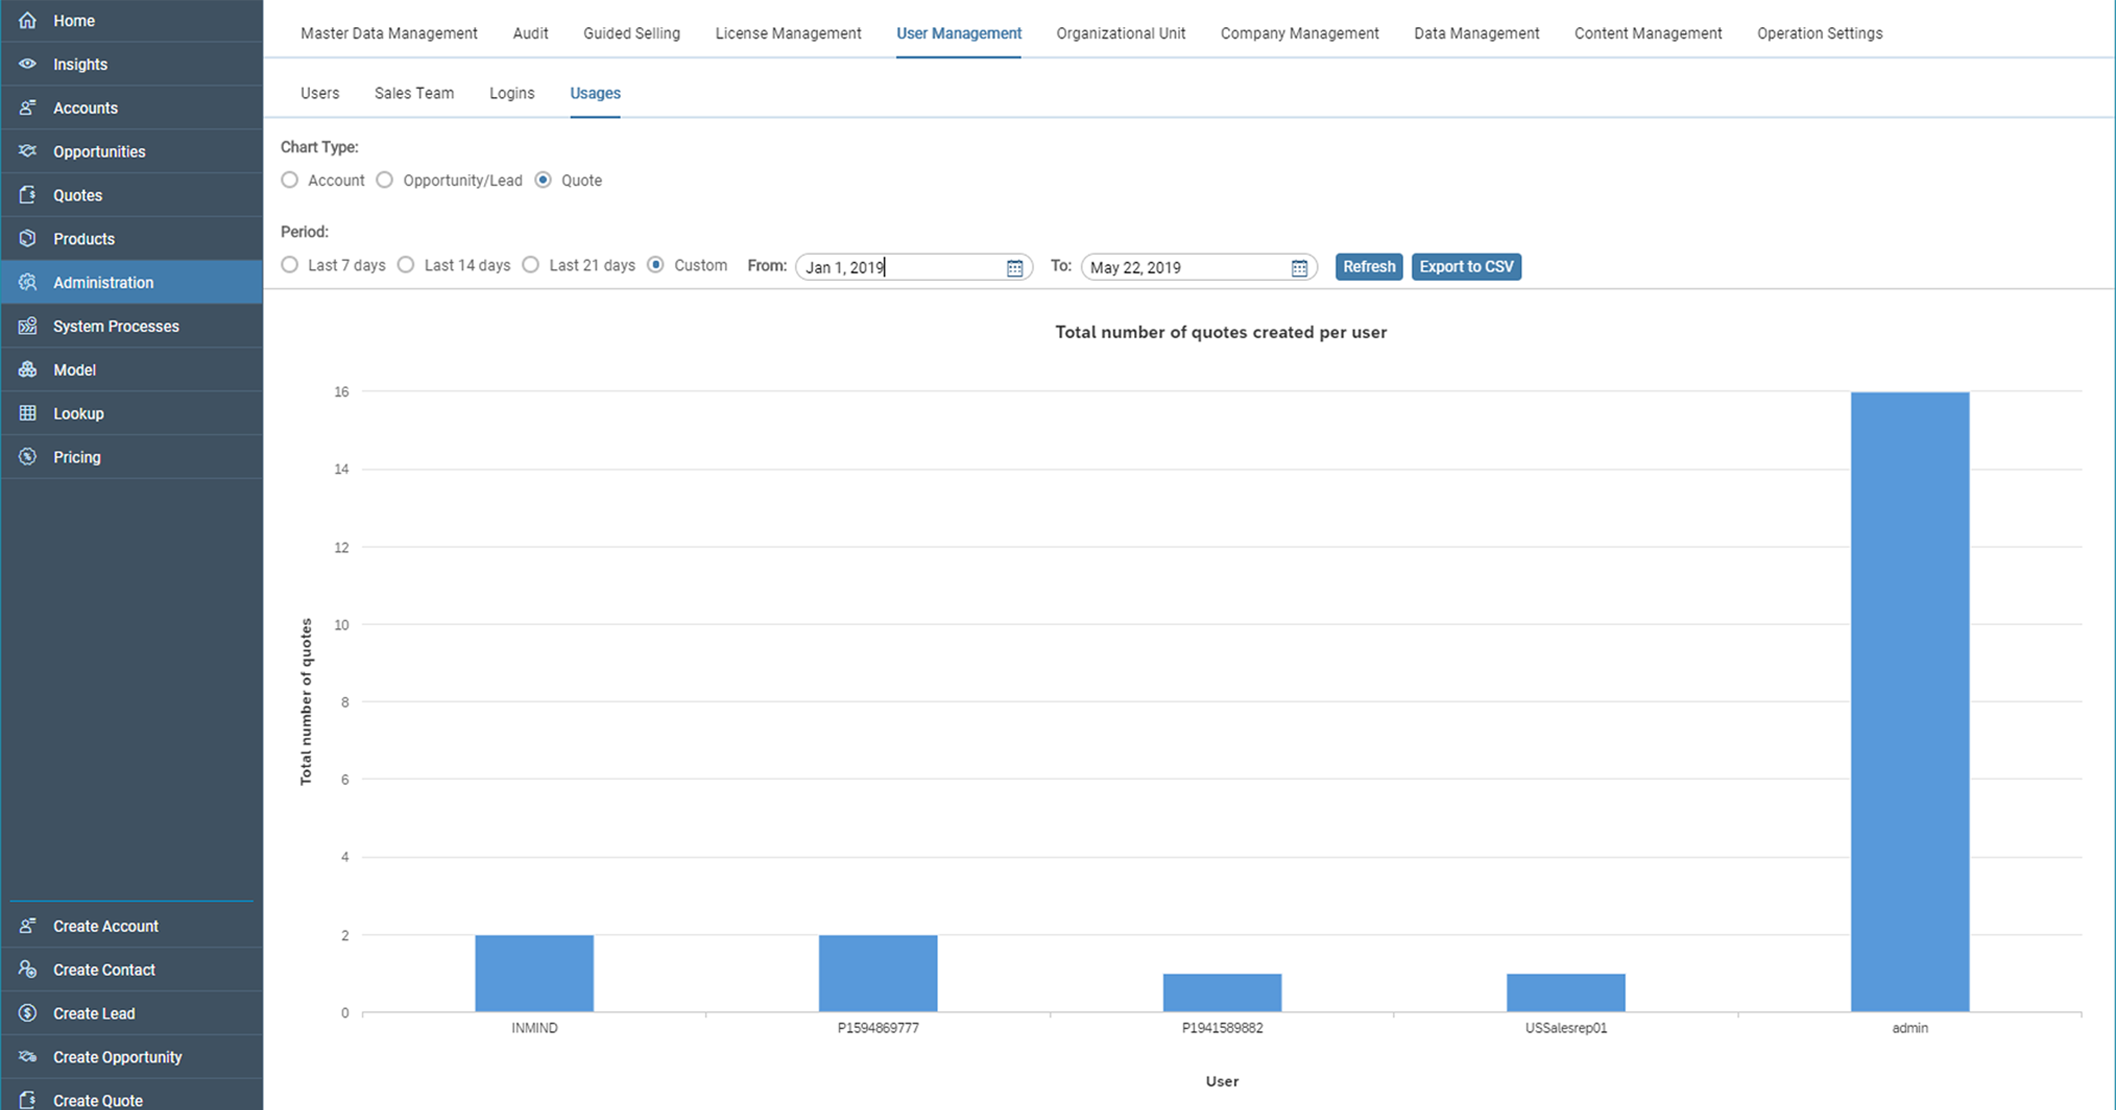 Home
Insights
Accounts
Opportunities
Quotes
Products
Administration
System Processes
Model
Lookup
Pricing
Create Account
Create Contact
Create Lead
Create Opportunity
Create Quote
Master Data Management Audit Guided Selling License Management User Management Organizational Unit Company Management Data Management Content Management Operation Settings
Users Sales Team Logins Usages
Chart Type:
Account Opportunity/Lead Quote
Period:
Last 7 days Last 14 days Last 21 days Custom From: Jan 1, 2019 To: May 22, 2019 Refresh Export to CSV
Total number of quotes created per user
Total number of quotes
16
14
12
10
8
6
4
2
0
INMIND P1594869777 P1941589882 USSalesrep01 admin
User